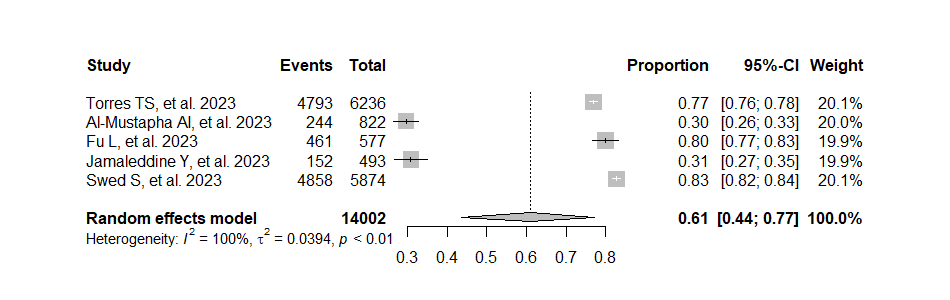 Study Events Total Proportion 95%-CI Weight
Torres TS, et al. 2023 4793 6236 0.77 [0.76; 0.78] 20.1%
Al-Mustapha AI, et al. 2023 244 822 0.30 [0.26; 0.33] 20.0%
Fu L, et al. 2023 461 577 0.80 [0.77; 0.83] 19.9%
Jamaleddine Y, et al. 2023 152 493 0.31 [0.27; 0.35] 19.9%
Swed S, et al. 2023 4858 5874 0.83 [0.82; 0.84] 20.1%
Random effects model 14002 0.61 [0.44; 0.77] 100.0%
Heterogeneity: I² = 100%, τ² = 0.0394, p < 0.01
0.3 0.4 0.5 0.6 0.7 0.8